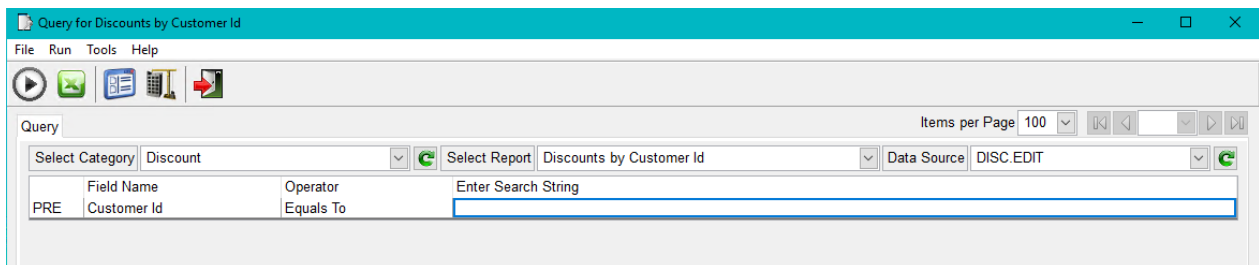 Query for Discounts by Customer Id
File Run Tools Help
Query
Items per Page 100
Select Category Discount Select Report Discounts by Customer Id Data Source DISC.EDIT
Field Name Operator Enter Search String
PRE Customer Id Equals To